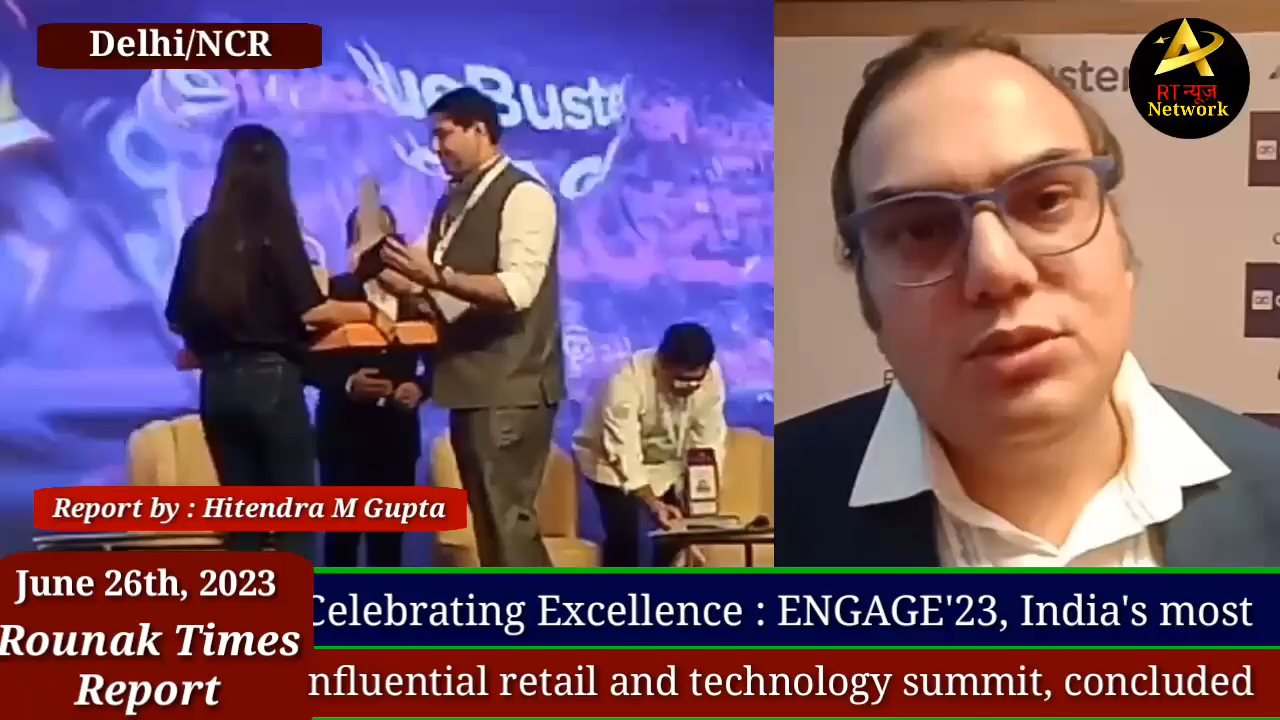 Delhi/NCR
RT न्यूज़
Network
Report by : Hitendra M Gupta
June 26th, 2023
Rounak Times
Report
Celebrating Excellence : ENGAGE'23, India's most
nfluential retail and technology summit, concluded